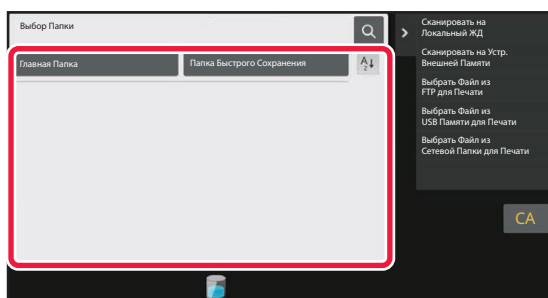 Выбор Папки
Главная Папка
Папка Быстрого Сохранения
A
Z
Сканировать на
Локальный ЖД
Сканировать на Устр.
Внешней Памяти
Выбрать Файл из
FTP для Печати
Выбрать Файл из
USB Памяти для Печати
Выбрать Файл из
Сетевой Папки для Печати
CA